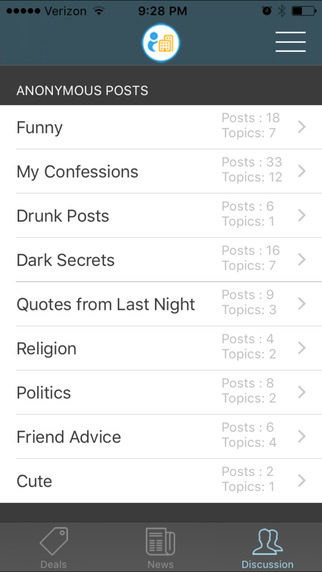 Verizon 9:28 PM
ANONYMOUS POSTS
Funny
Posts : 18
Topics: 7
My Confessions
Posts : 33
Topics: 12
Drunk Posts
Posts : 6
Topics: 1
Dark Secrets
Posts : 16
Topics: 7
Quotes from Last Night
Posts : 9
Topics: 3
Religion
Posts : 4
Topics: 2
Politics
Posts : 8
Topics: 2
Friend Advice
Posts : 6
Topics: 4
Cute
Posts : 2
Topics: 1
Deals News Discussion